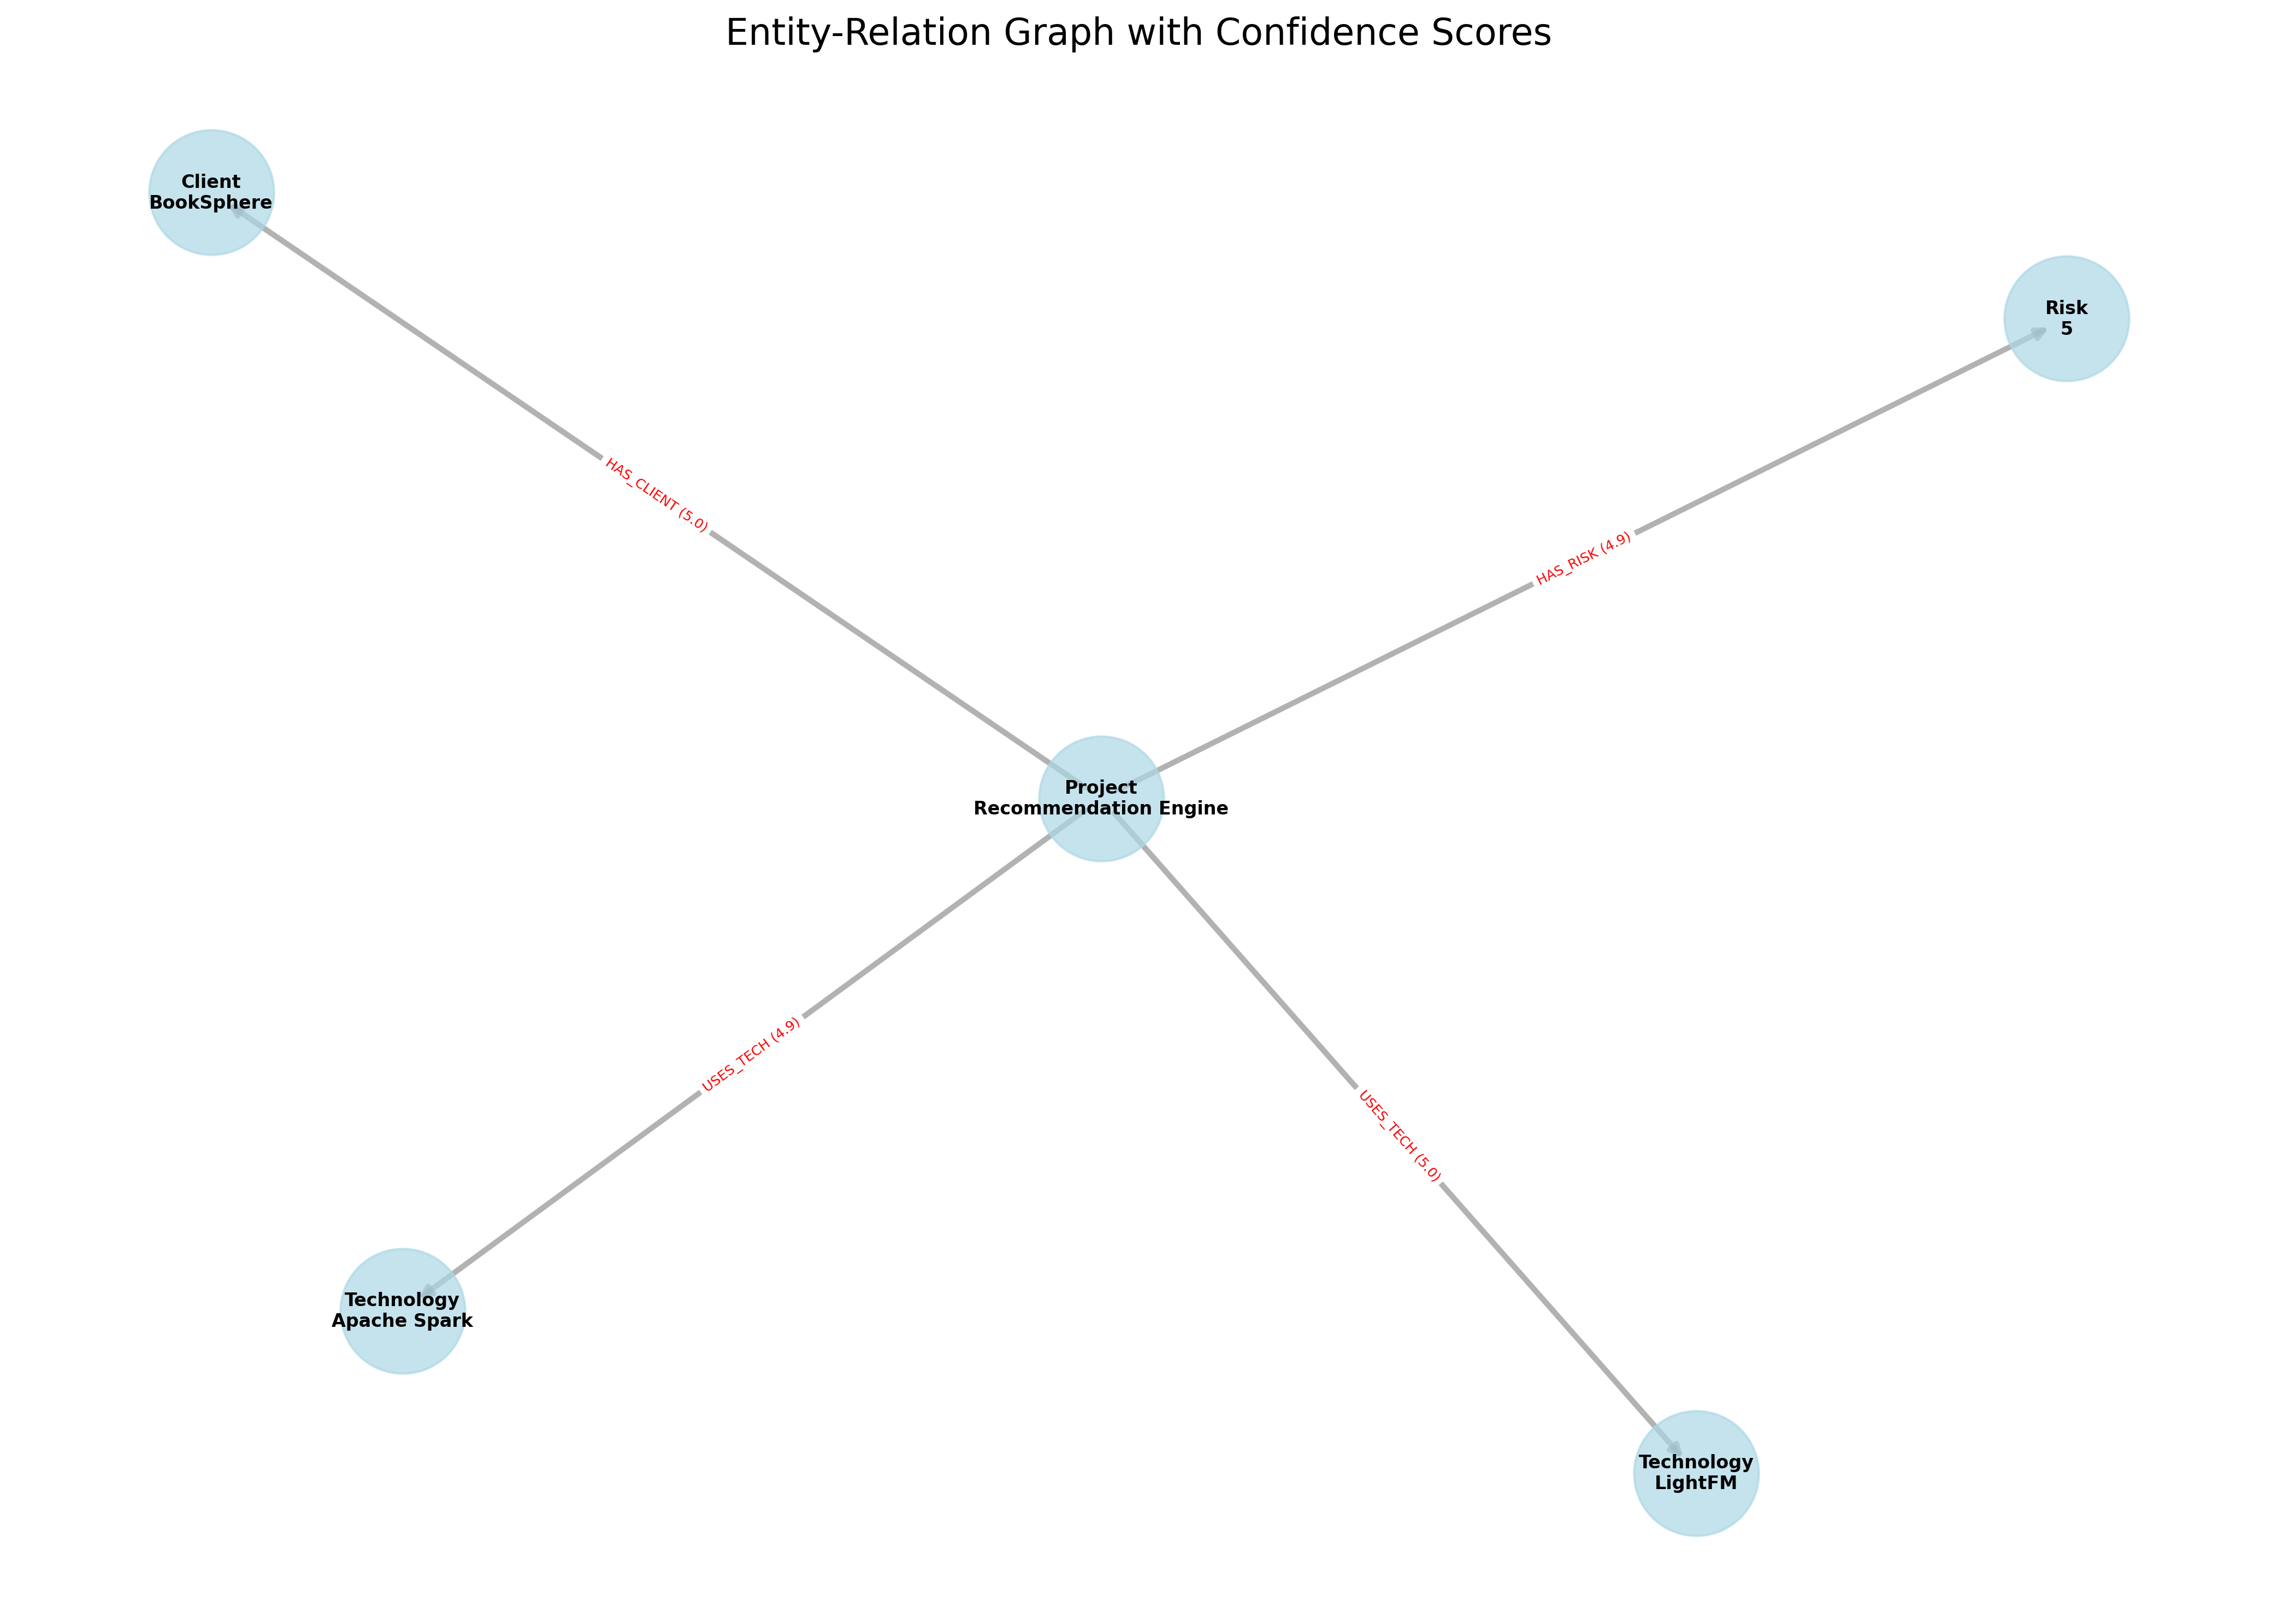 Entity-Relation Graph with Confidence Scores
Client
BookSphere
Risk
5
HAS_CLIENT (5.0)
HAS_RISK (4.9)
Project
Recommendation Engine
USES_TECH (4.9)
USES_TECH (5.0)
Technology
Apache Spark
Technology
LightFM